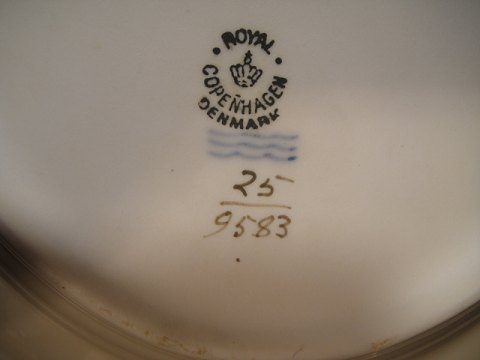 ROYAL
COPENHAGEN
DENMARK
25
9583